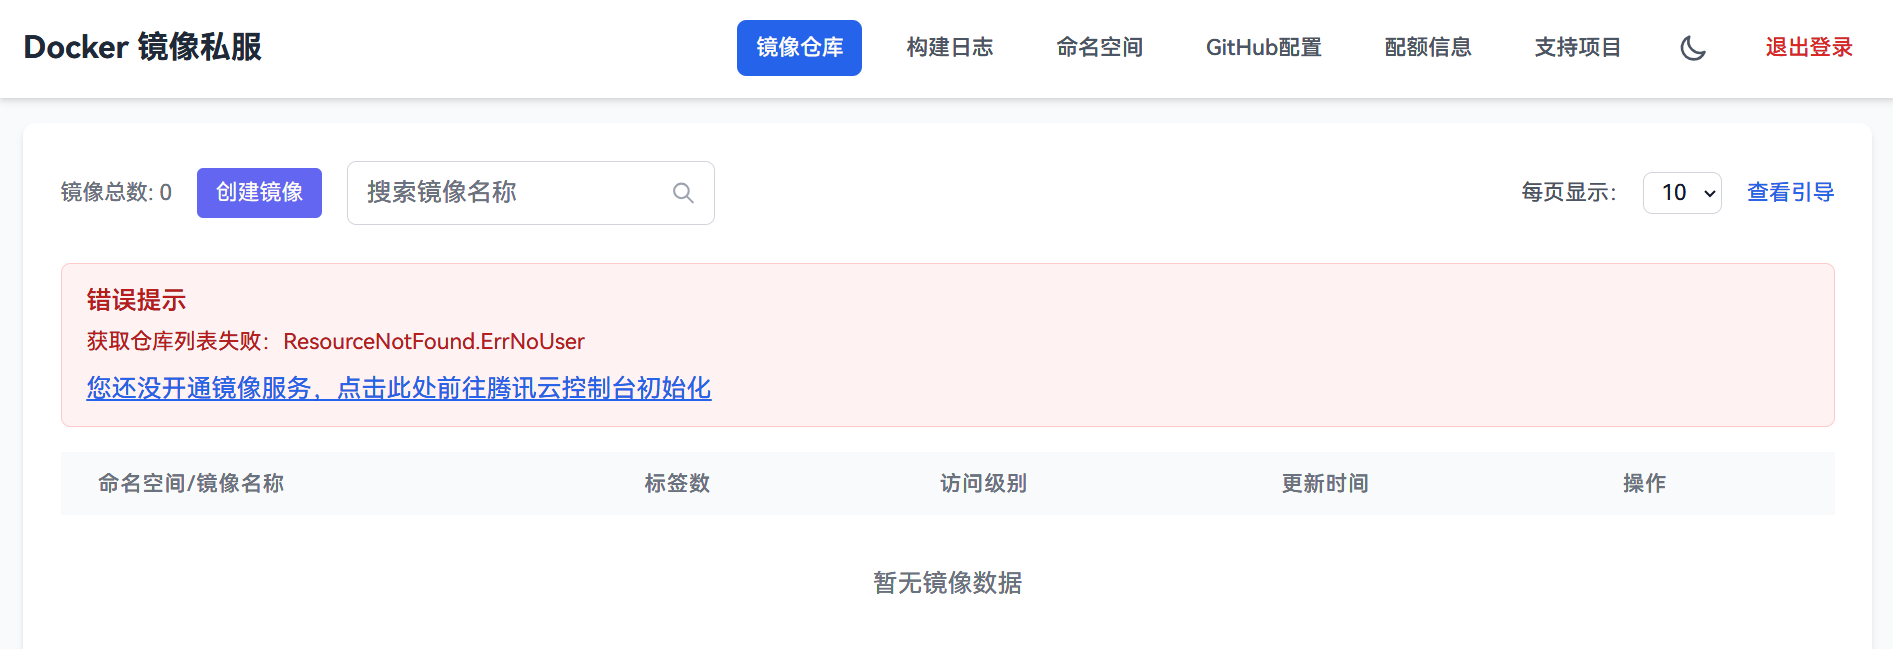 Docker 镜像私服
镜像仓库 构建日志 命名空间 GitHub配置 配额信息 支持项目 退出登录
镜像总数: 0 创建镜像 搜索镜像名称 每页显示： 10 查看引导
错误提示
获取仓库列表失败：ResourceNotFound.ErrNoUser
您还没开通镜像服务，点击此处前往腾讯云控制台初始化
命名空间/镜像名称 标签数 访问级别 更新时间 操作
暂无镜像数据